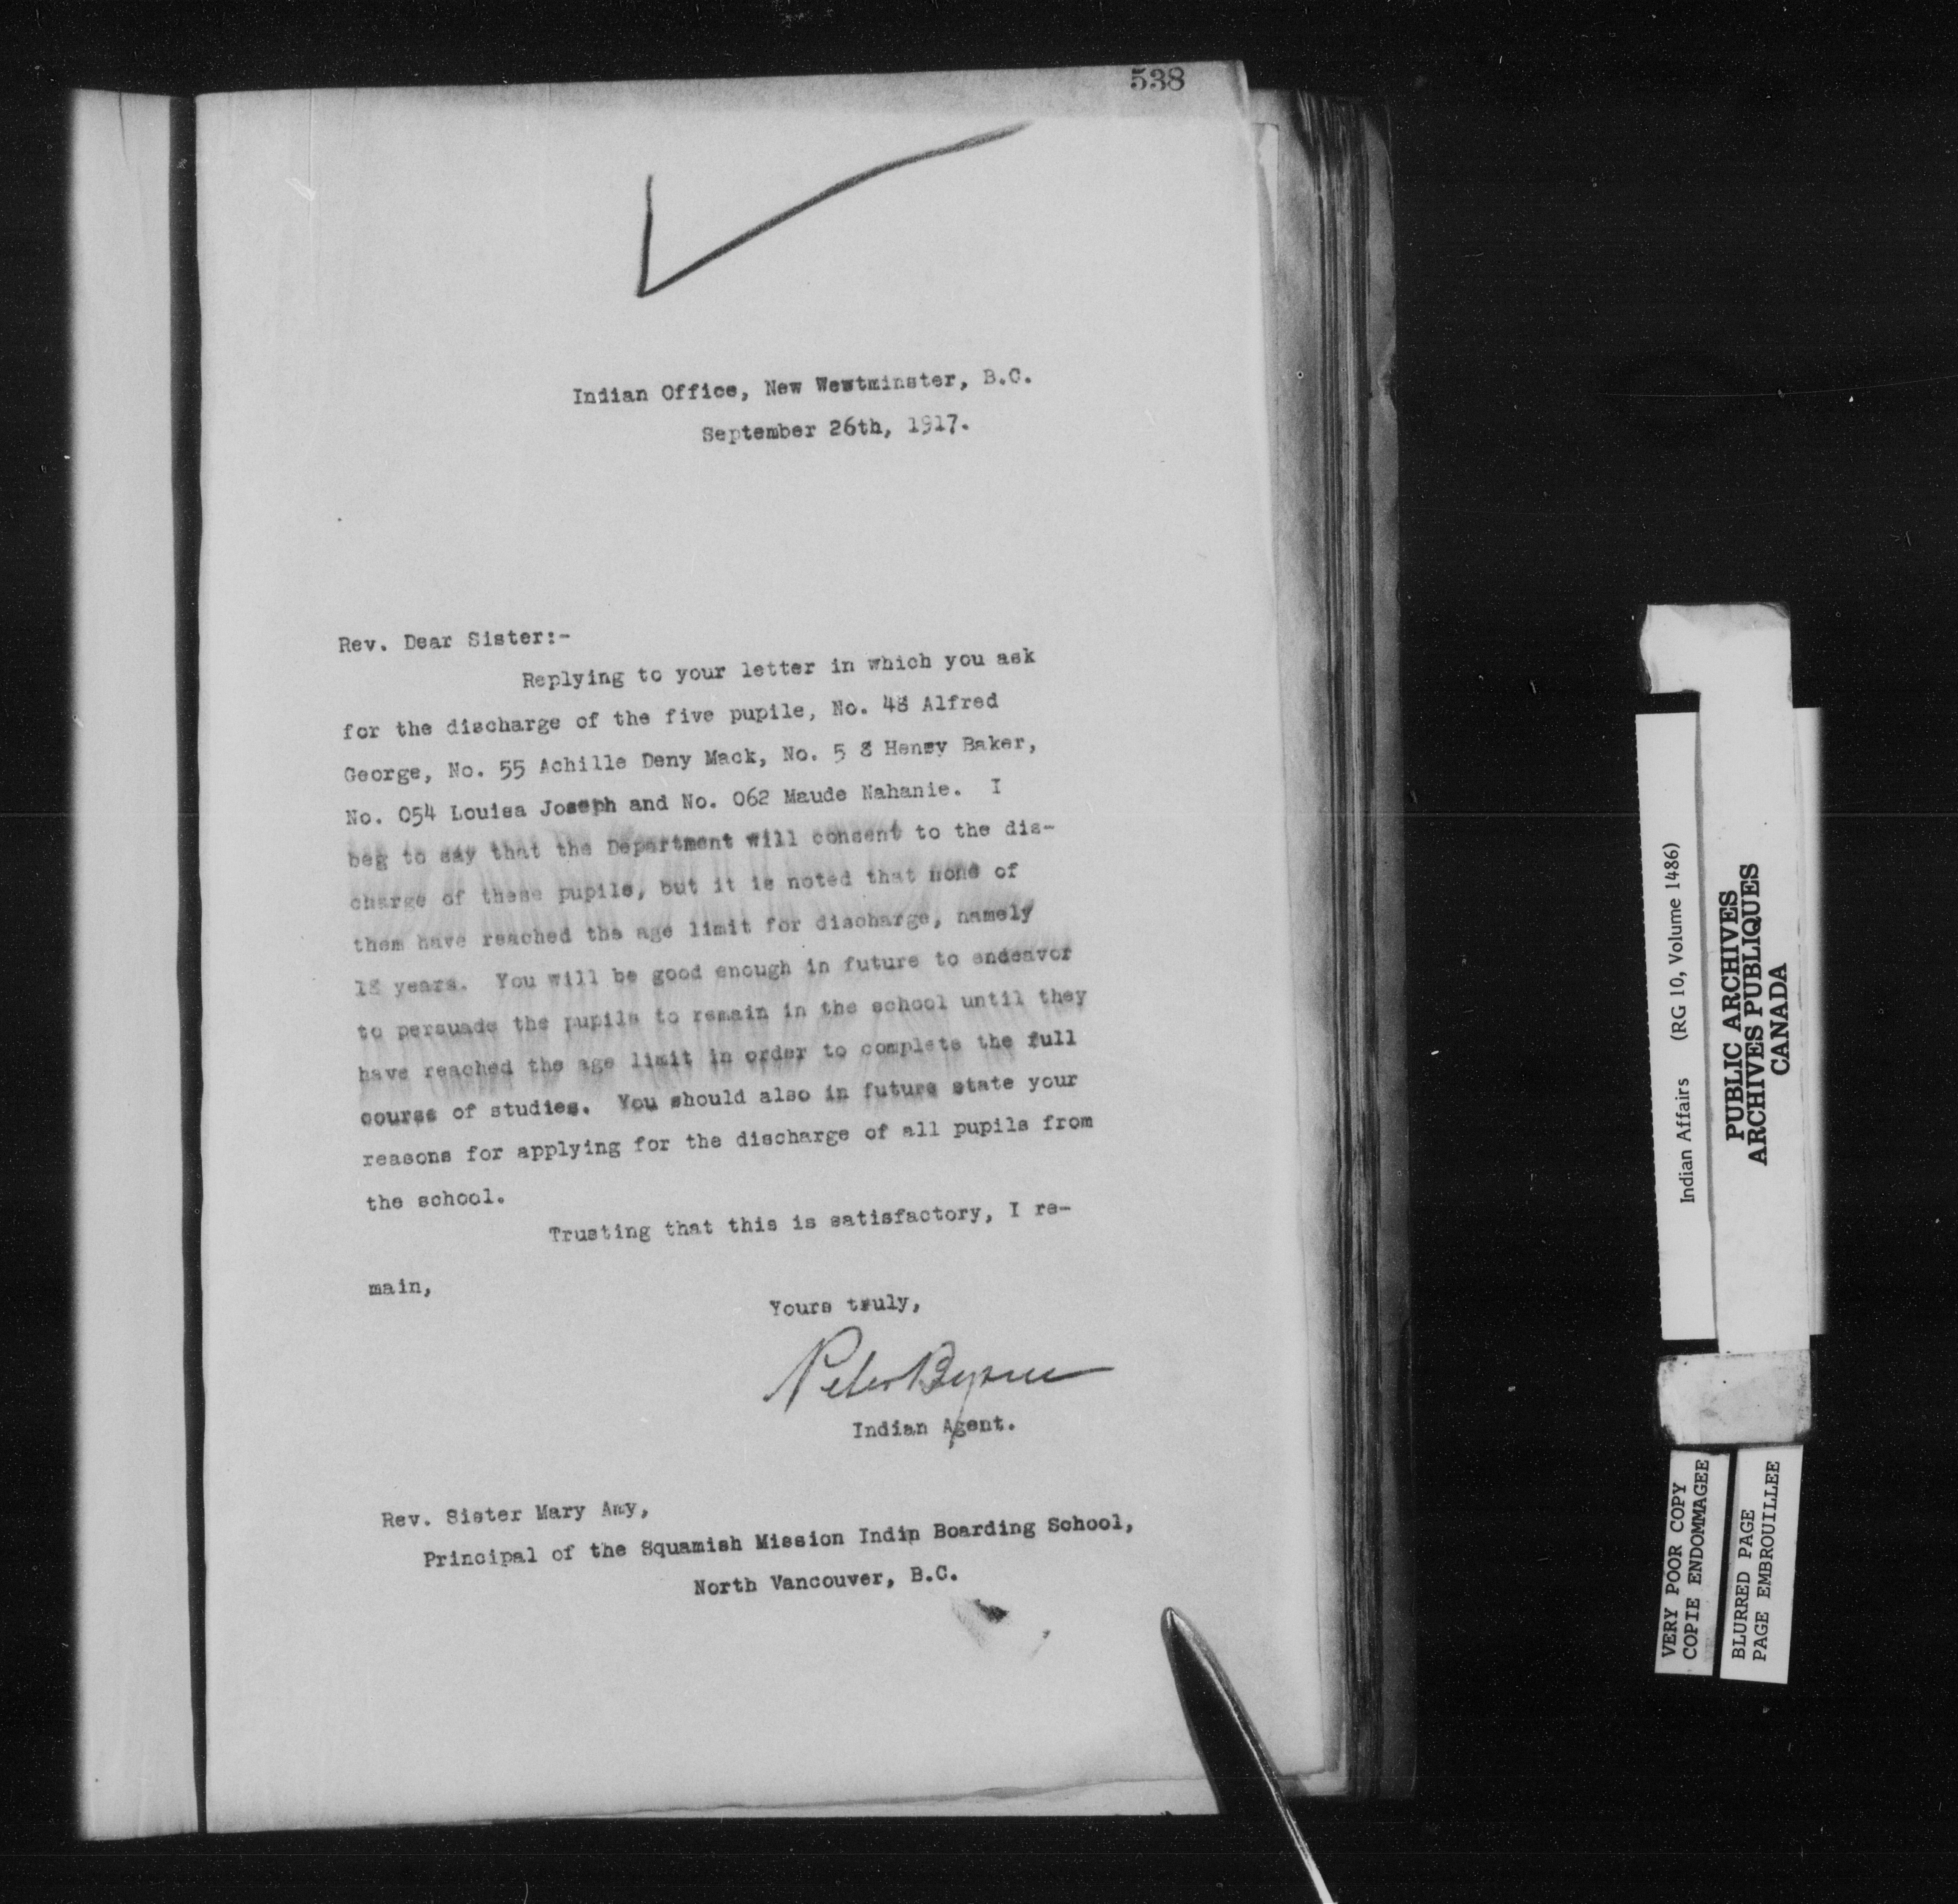 538
Indian Office, New Westminster, B.C.
September 26th, 1917.
Rev. Dear Sister:-
Replying to your letter in which you ask
for the discharge of the five pupils, No. 48 Alfred
George, No. 55 Achille Deny Mack, No. 5 8 Henry Baker,
No. 054 Louisa Joseph and No. 062 Maude Nahanie. I
beg to say that the Department will consent to the dis-
charge of these pupils, but it is noted that none of
them have reached the age limit for discharge, namely
18 years. You will be good enough in future to endeavor
to persuade the pupils to remain in the school until they
have reached the age limit in order to complete the full
course of studies. You should also in future state your
reasons for applying for the discharge of all pupils from
the school.
Trusting that this is satisfactory, I re-
main,
Yours truly,
Peter Byrne
Indian Agent.
Rev. Sister Mary Amy,
Principal of the Squamish Mission Indin Boarding School,
North Vancouver, B.C.
Indian Affairs (RG 10, Volume 1486)
PUBLIC ARCHIVES
ARCHIVES PUBLIQUES
CANADA
VERY POOR COPY
COPIE ENDOMMAGEE
BLURRED PAGE
PAGE EMBROUILLEE